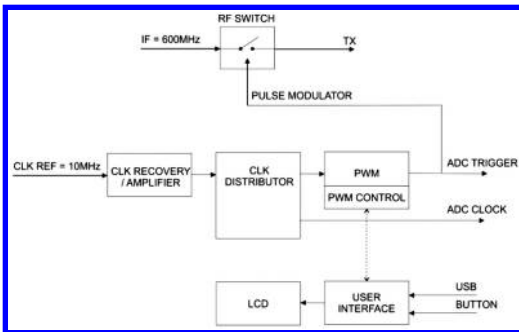 RF SWITCH
IF = 600MHz
TX
PULSE MODULATOR
CLK REF = 10MHz
CLK RECOVERY
/ AMPLIFIER
CLK
DISTRIBUTOR
PWM
PWM CONTROL
ADC TRIGGER
ADC CLOCK
LCD
USER
INTERFACE
USB
BUTTON